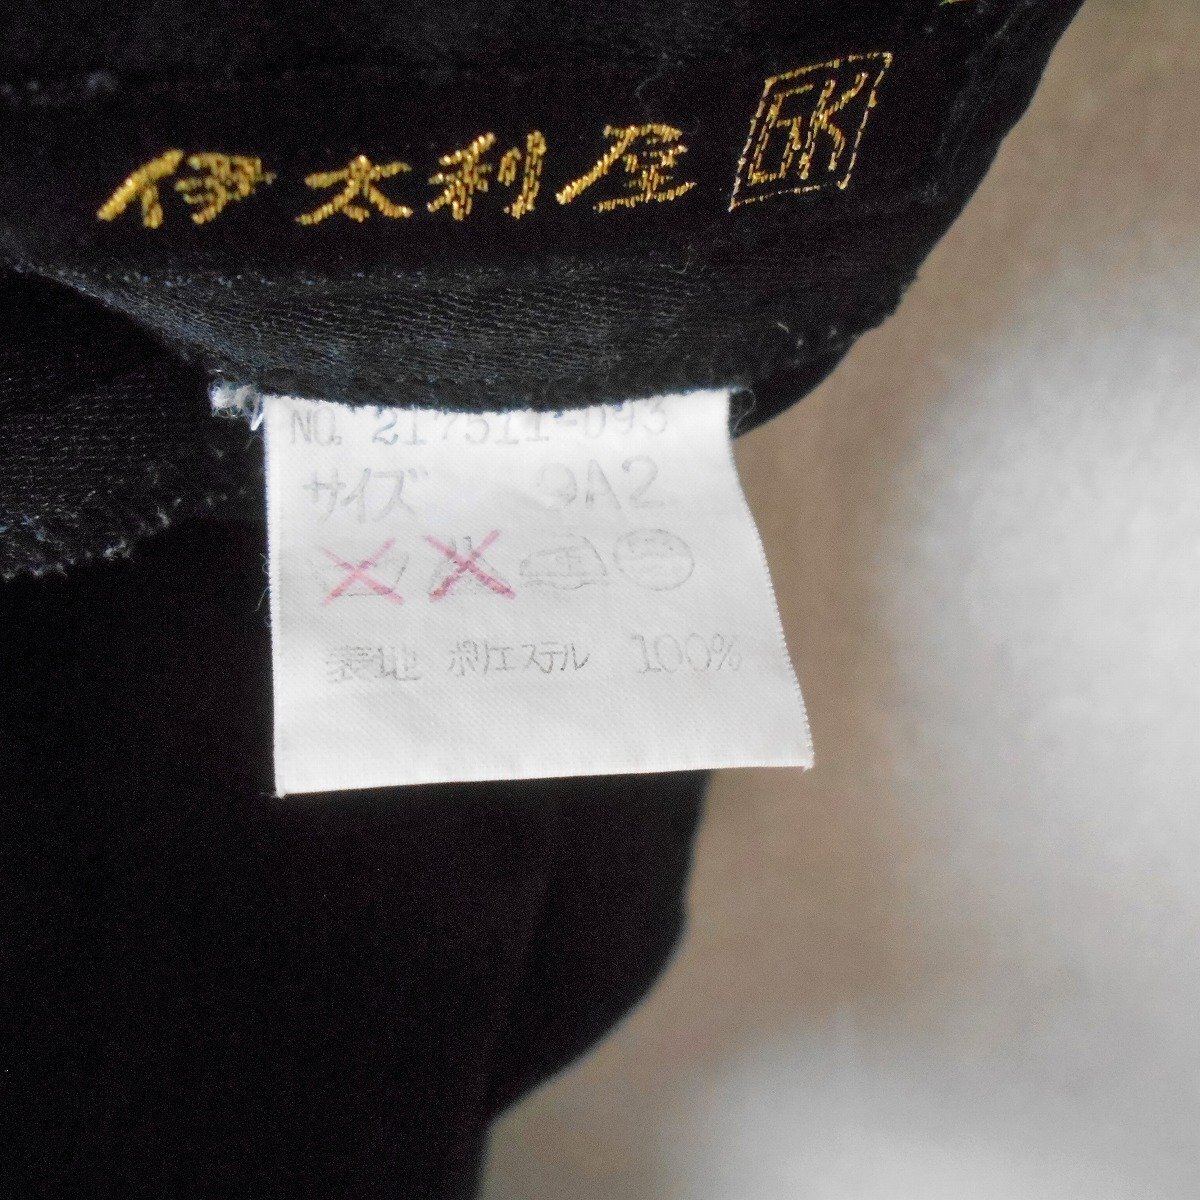 伊太利屋 GK
NO. 217511-093
サイズ 9A2
表地 ポリエステル 100%